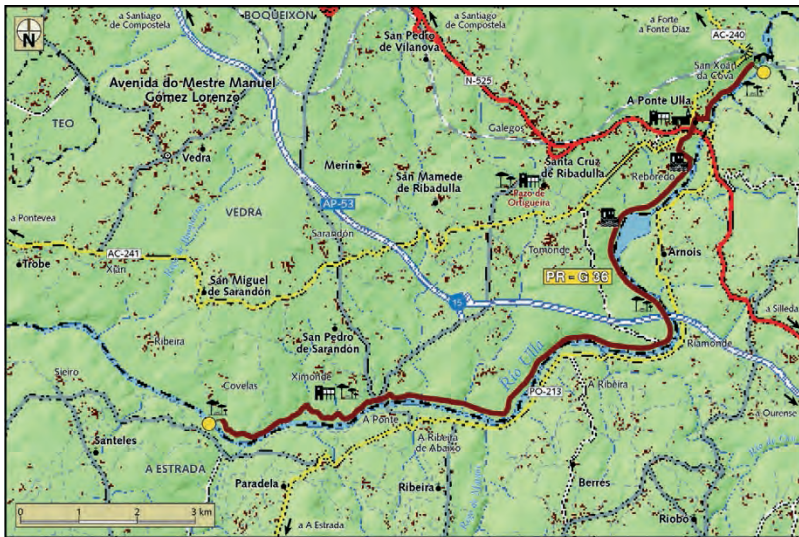 N
a Santiago
de Compostela
BOQUEIXÓN
a Santiago
de Compostela
San Pedro
de Vilanova
a Forte
a Fonte Díaz
AC-240
San Xoán
da Cova
Avenida do Mestre Manuel
Gómez Lorenzo
N-525
A Ponte Ulla
TEO
Vedra
Galegos
Merín
San Mamede
de Ribadulla
Santa Cruz
de Ribadulla
Reboredo
Pazo de
Ortigueira
a Pontevea
VEDRA
AP-53
Sarandón
AC-241
Trobe
Xián
Tomonde
Arnois
San Miguel
de Sarandón
PR - G 36
15
a Silleda
Ribeira
San Pedro
de Sarandón
Río Ulla
Riamonde
Sieiro
Covelas
Ximonde
PO-213
A Ribeira
a Ourense
A Ponte
Santeles
A Ribeira
de Abaixo
A ESTRADA
Paradela
Ribeira
Berrés
Riobó
0 1 2 3 km
a A Estrada